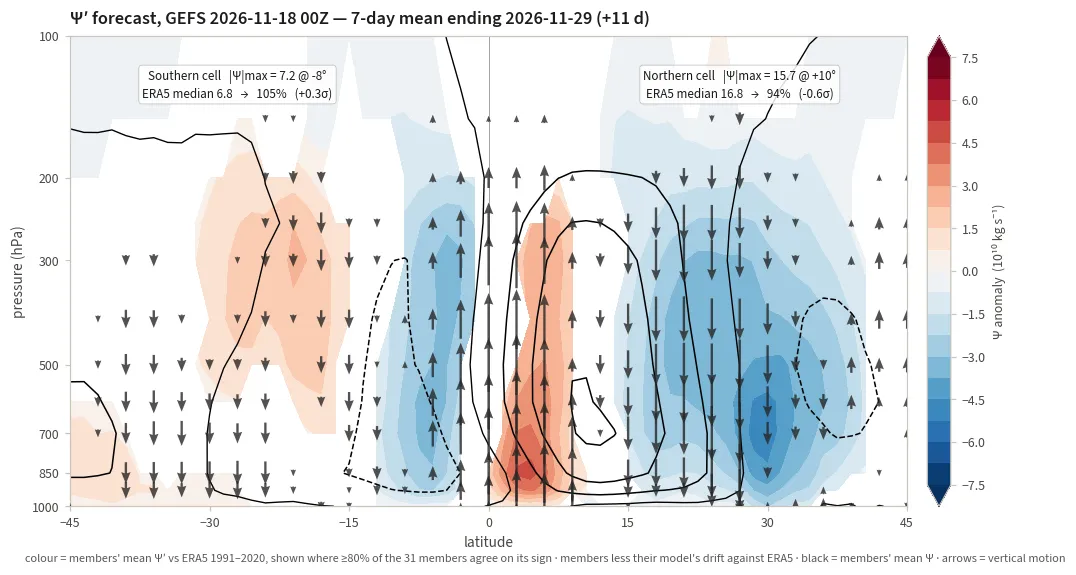 Ψ′ forecast, GEFS 2026-11-18 00Z — 7-day mean ending 2026-11-29 (+11 d)
Southern cell |Ψ|max = 7.2 @ -8°
ERA5 median 6.8 → 105% (+0.3σ)
Northern cell |Ψ|max = 15.7 @ +10°
ERA5 median 16.8 → 94% (-0.6σ)
pressure (hPa)
100
200
300
400
500
700
850
1000
−45
−30
−15
0
15
30
45
latitude
7.5
6.0
4.5
3.0
1.5
0.0
−1.5
−3.0
−4.5
−6.0
−7.5
Ψ anomaly (10¹⁰ kg s⁻¹)
colour = members' mean Ψ′ vs ERA5 1991–2020, shown where ≥80% of the 31 members agree on its sign · members less their model's drift against ERA5 · black = members' mean Ψ · arrows = vertical motion